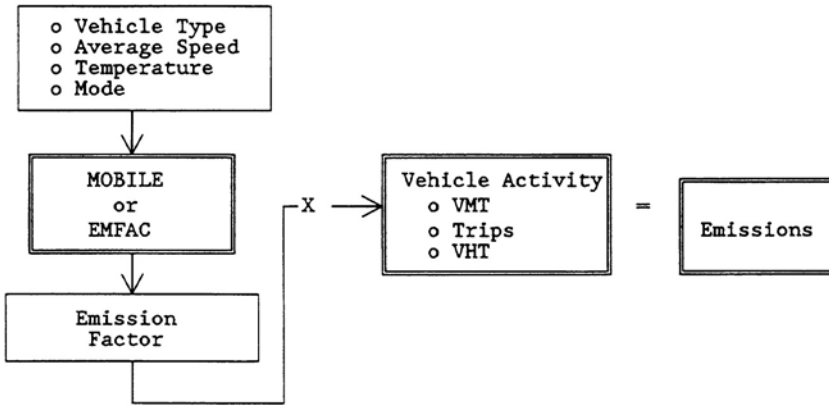 o Vehicle Type
o Average Speed
o Temperature
o Mode
MOBILE
or
EMFAC
Emission
Factor
X
Vehicle Activity
o VMT
o Trips
o VHT
=
Emissions